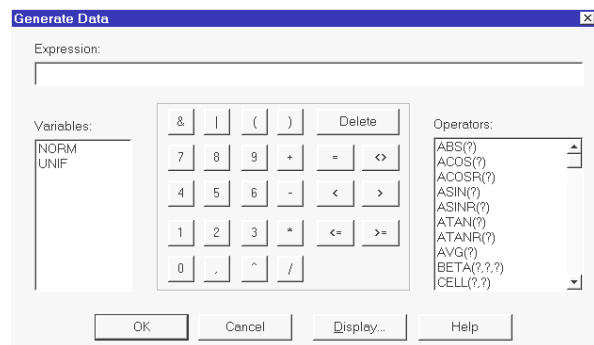 Generate Data
Expression:
Variables:
NORM
UNIF
& | ( ) Delete
7 8 9 + = <>
4 5 6 - < >
1 2 3 * <= >=
0 . ^ /
Operators:
ABS(?)
ACOS(?)
ACOSR(?)
ASIN(?)
ASINR(?)
ATAN(?)
ATANR(?)
AVG(?)
BETA(?,?,?)
CELL(?,?)
OK Cancel Display... Help